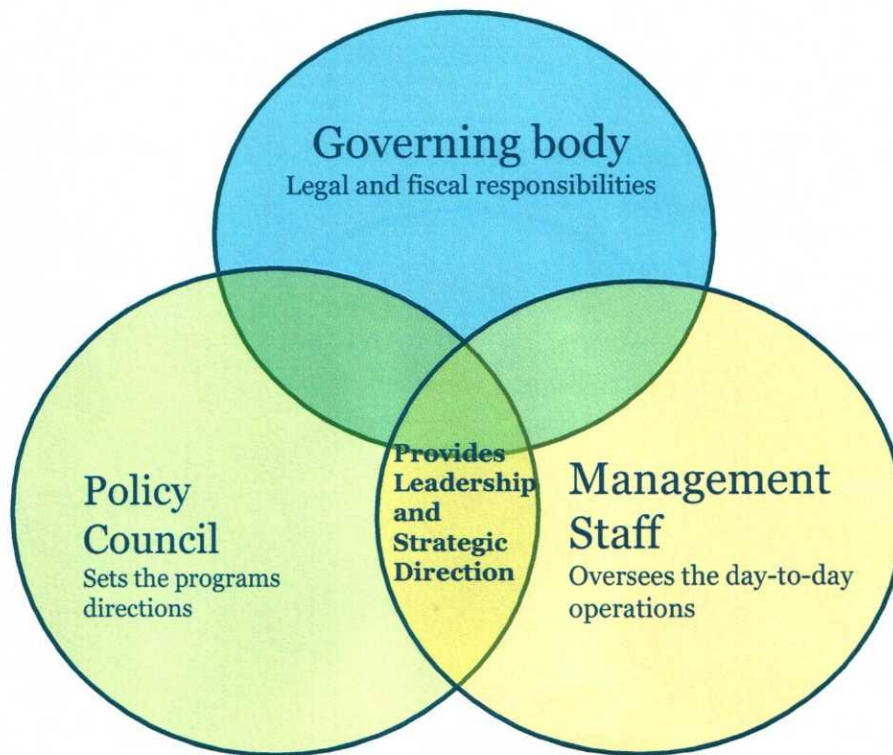 Governing body
Legal and fiscal responsibilities
Policy
Council
Sets the programs
directions
Provides
Leadership
and
Strategic
Direction
Management
Staff
Oversees the day-to-day
operations